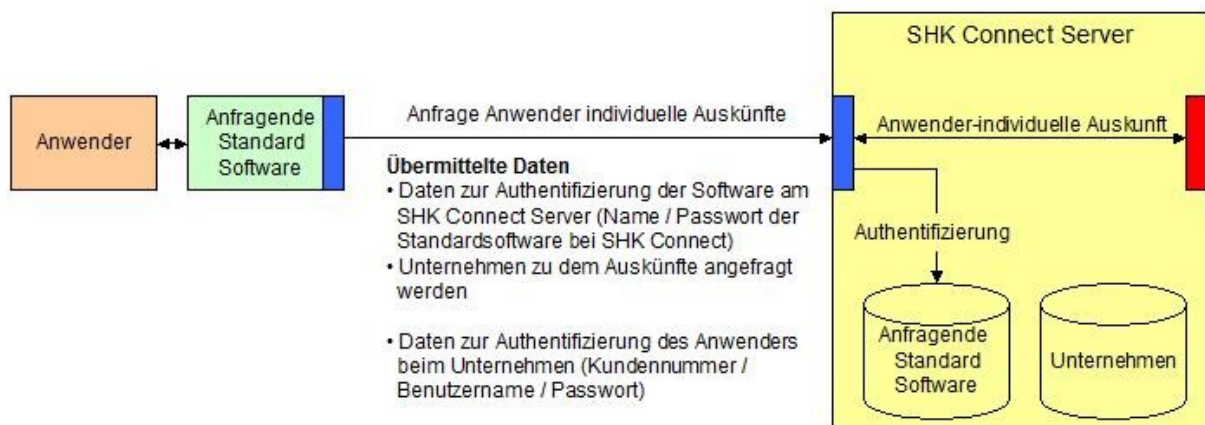 SHK Connect Server
Anwender
Anfragende
Standard
Software
Anfrage Anwender individuelle Auskünfte
Anwender-individuelle Auskunft
Übermittelte Daten
• Daten zur Authentifizierung der Software am
SHK Connect Server (Name / Passwort der
Standardsoftware bei SHK Connect)
• Unternehmen zu dem Auskünfte angefragt
werden
• Daten zur Authentifizierung des Anwenders
beim Unternehmen (Kundennummer /
Benutzername / Passwort)
Authentifizierung
Anfragende
Standard
Software
Unternehmen